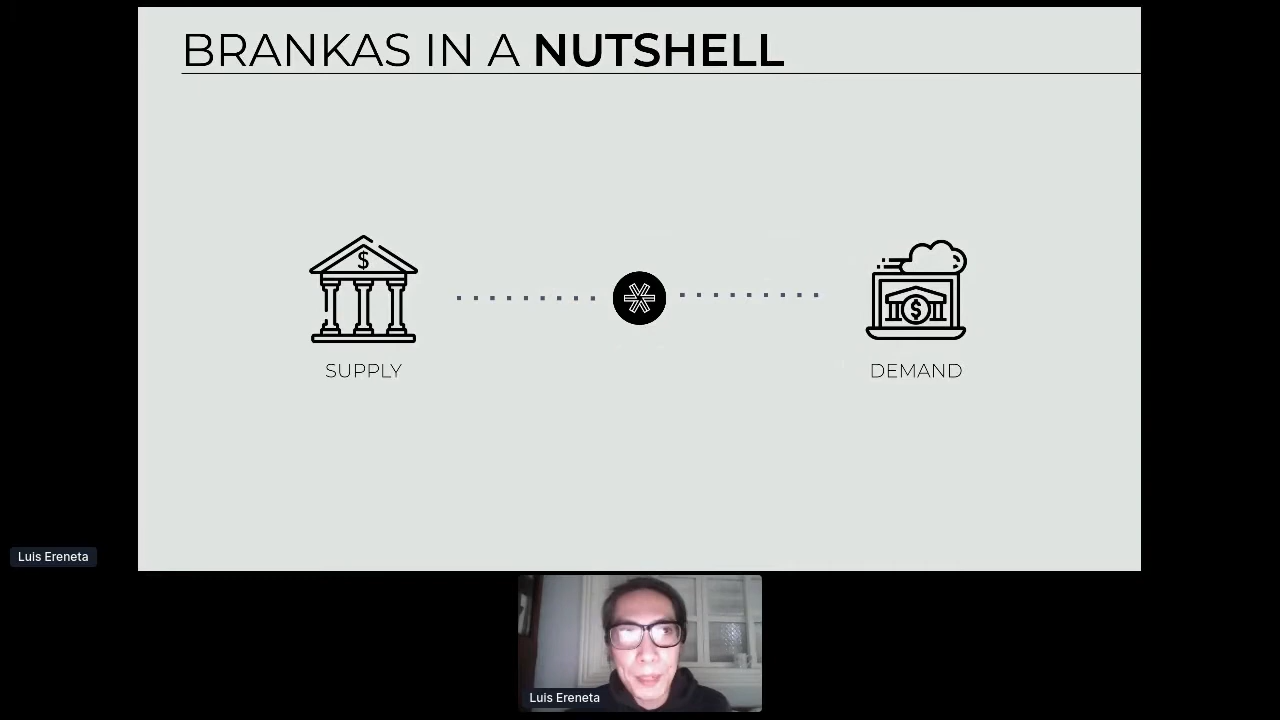 BRANKAS IN A NUTSHELL
$
$
SUPPLY
DEMAND
Luis Ereneta
Luis Ereneta